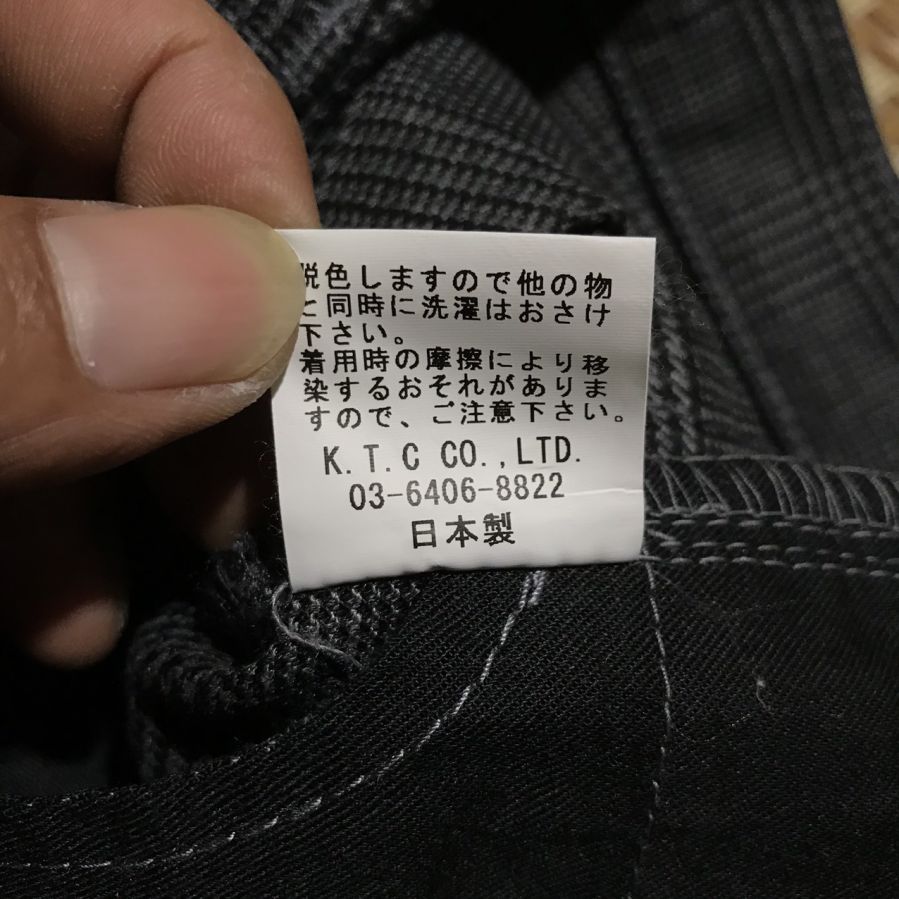 脱色しますので他の物
と同時に洗濯はおさけ
下さい。
着用時の摩擦により移
染するおそれがありま
すので、ご注意下さい。
K.T.C CO.,LTD.
03-6406-8822
日本製